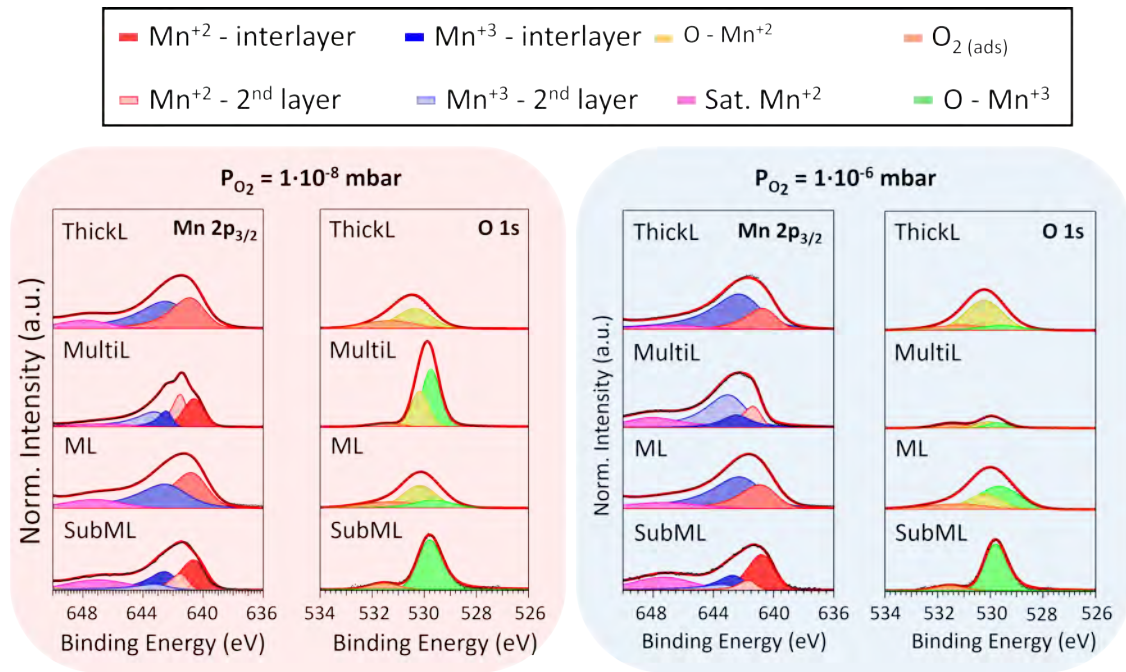 Mn⁺² - interlayer Mn⁺³ - interlayer O - Mn⁺² O₂ (ads)
Mn⁺² - 2ⁿᵈ layer Mn⁺³ - 2ⁿᵈ layer Sat. Mn⁺² O - Mn⁺³
P_O₂ = 1·10⁻⁸ mbar
Norm. Intensity (a.u.)
ThickL Mn 2p₃/₂
MultiL
ML
SubML
648 644 640 636
Binding Energy (eV)
ThickL O 1s
MultiL
ML
SubML
534 532 530 528 526
Binding Energy (eV)
P_O₂ = 1·10⁻⁶ mbar
Norm. Intensity (a.u.)
ThickL Mn 2p₃/₂
MultiL
ML
SubML
648 644 640 636
Binding Energy (eV)
ThickL O 1s
MultiL
ML
SubML
534 532 530 528 526
Binding Energy (eV)